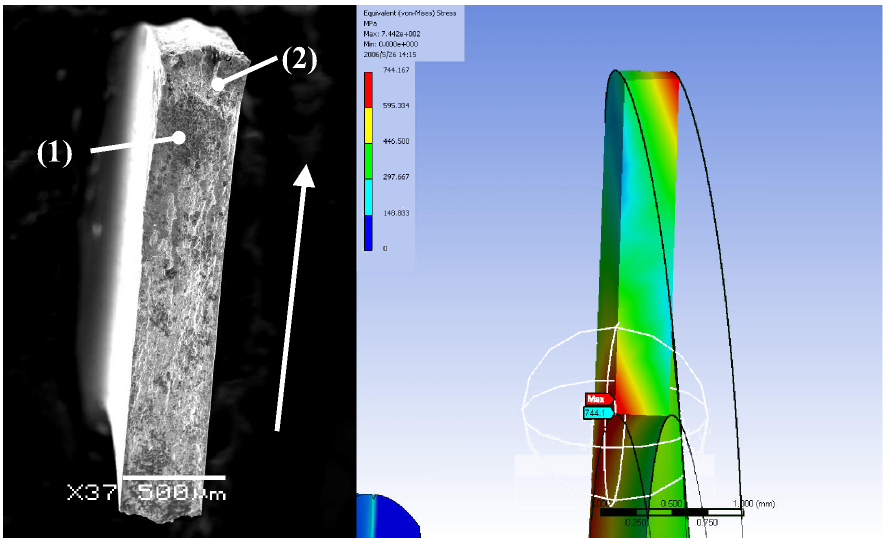 (1)
(2)
X37 500µm
Equivalent (von-Mises) Stress
MPa
Max: 7.442e+002
Min: 0.000e+000
2006/5/26 14:15
744.167
595.334
446.500
297.667
148.833
0
Max
744.1
0.500
1.000 (mm)
0.250
0.750